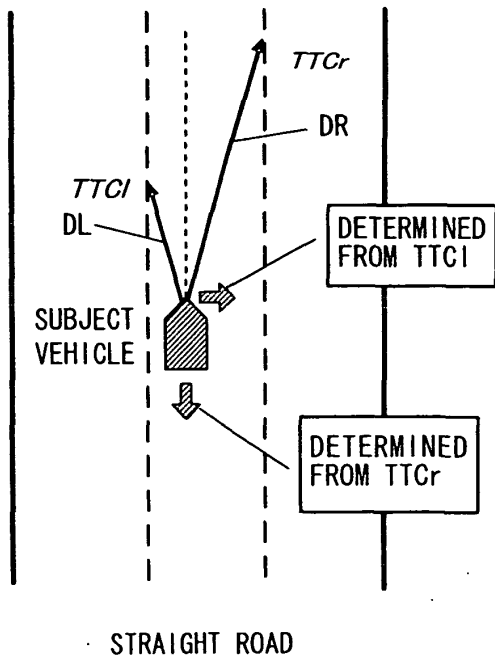 TTCr
DR
TTCl
DL
DETERMINED
FROM TTCl
SUBJECT
VEHICLE
DETERMINED
FROM TTCr
STRAIGHT ROAD